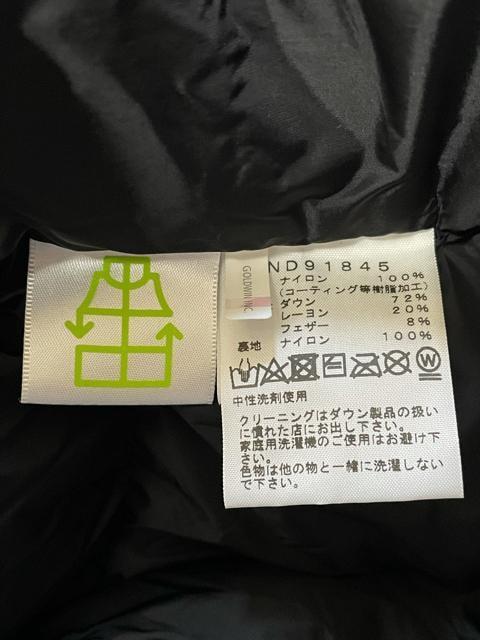 GOLDWIN INC.
ND91845
ナイロン 100%
(コーティング等樹脂加工)
ダウン 72%
レーヨン 20%
フェザー 8%
裏地 ナイロン 100%
W
中性洗剤使用
クリーニングはダウン製品の扱い
に慣れた店にお出し下さい。
家庭用洗濯機のご使用はお避け下
さい。
色物は他の物と一緒に洗濯しない
で下さい。